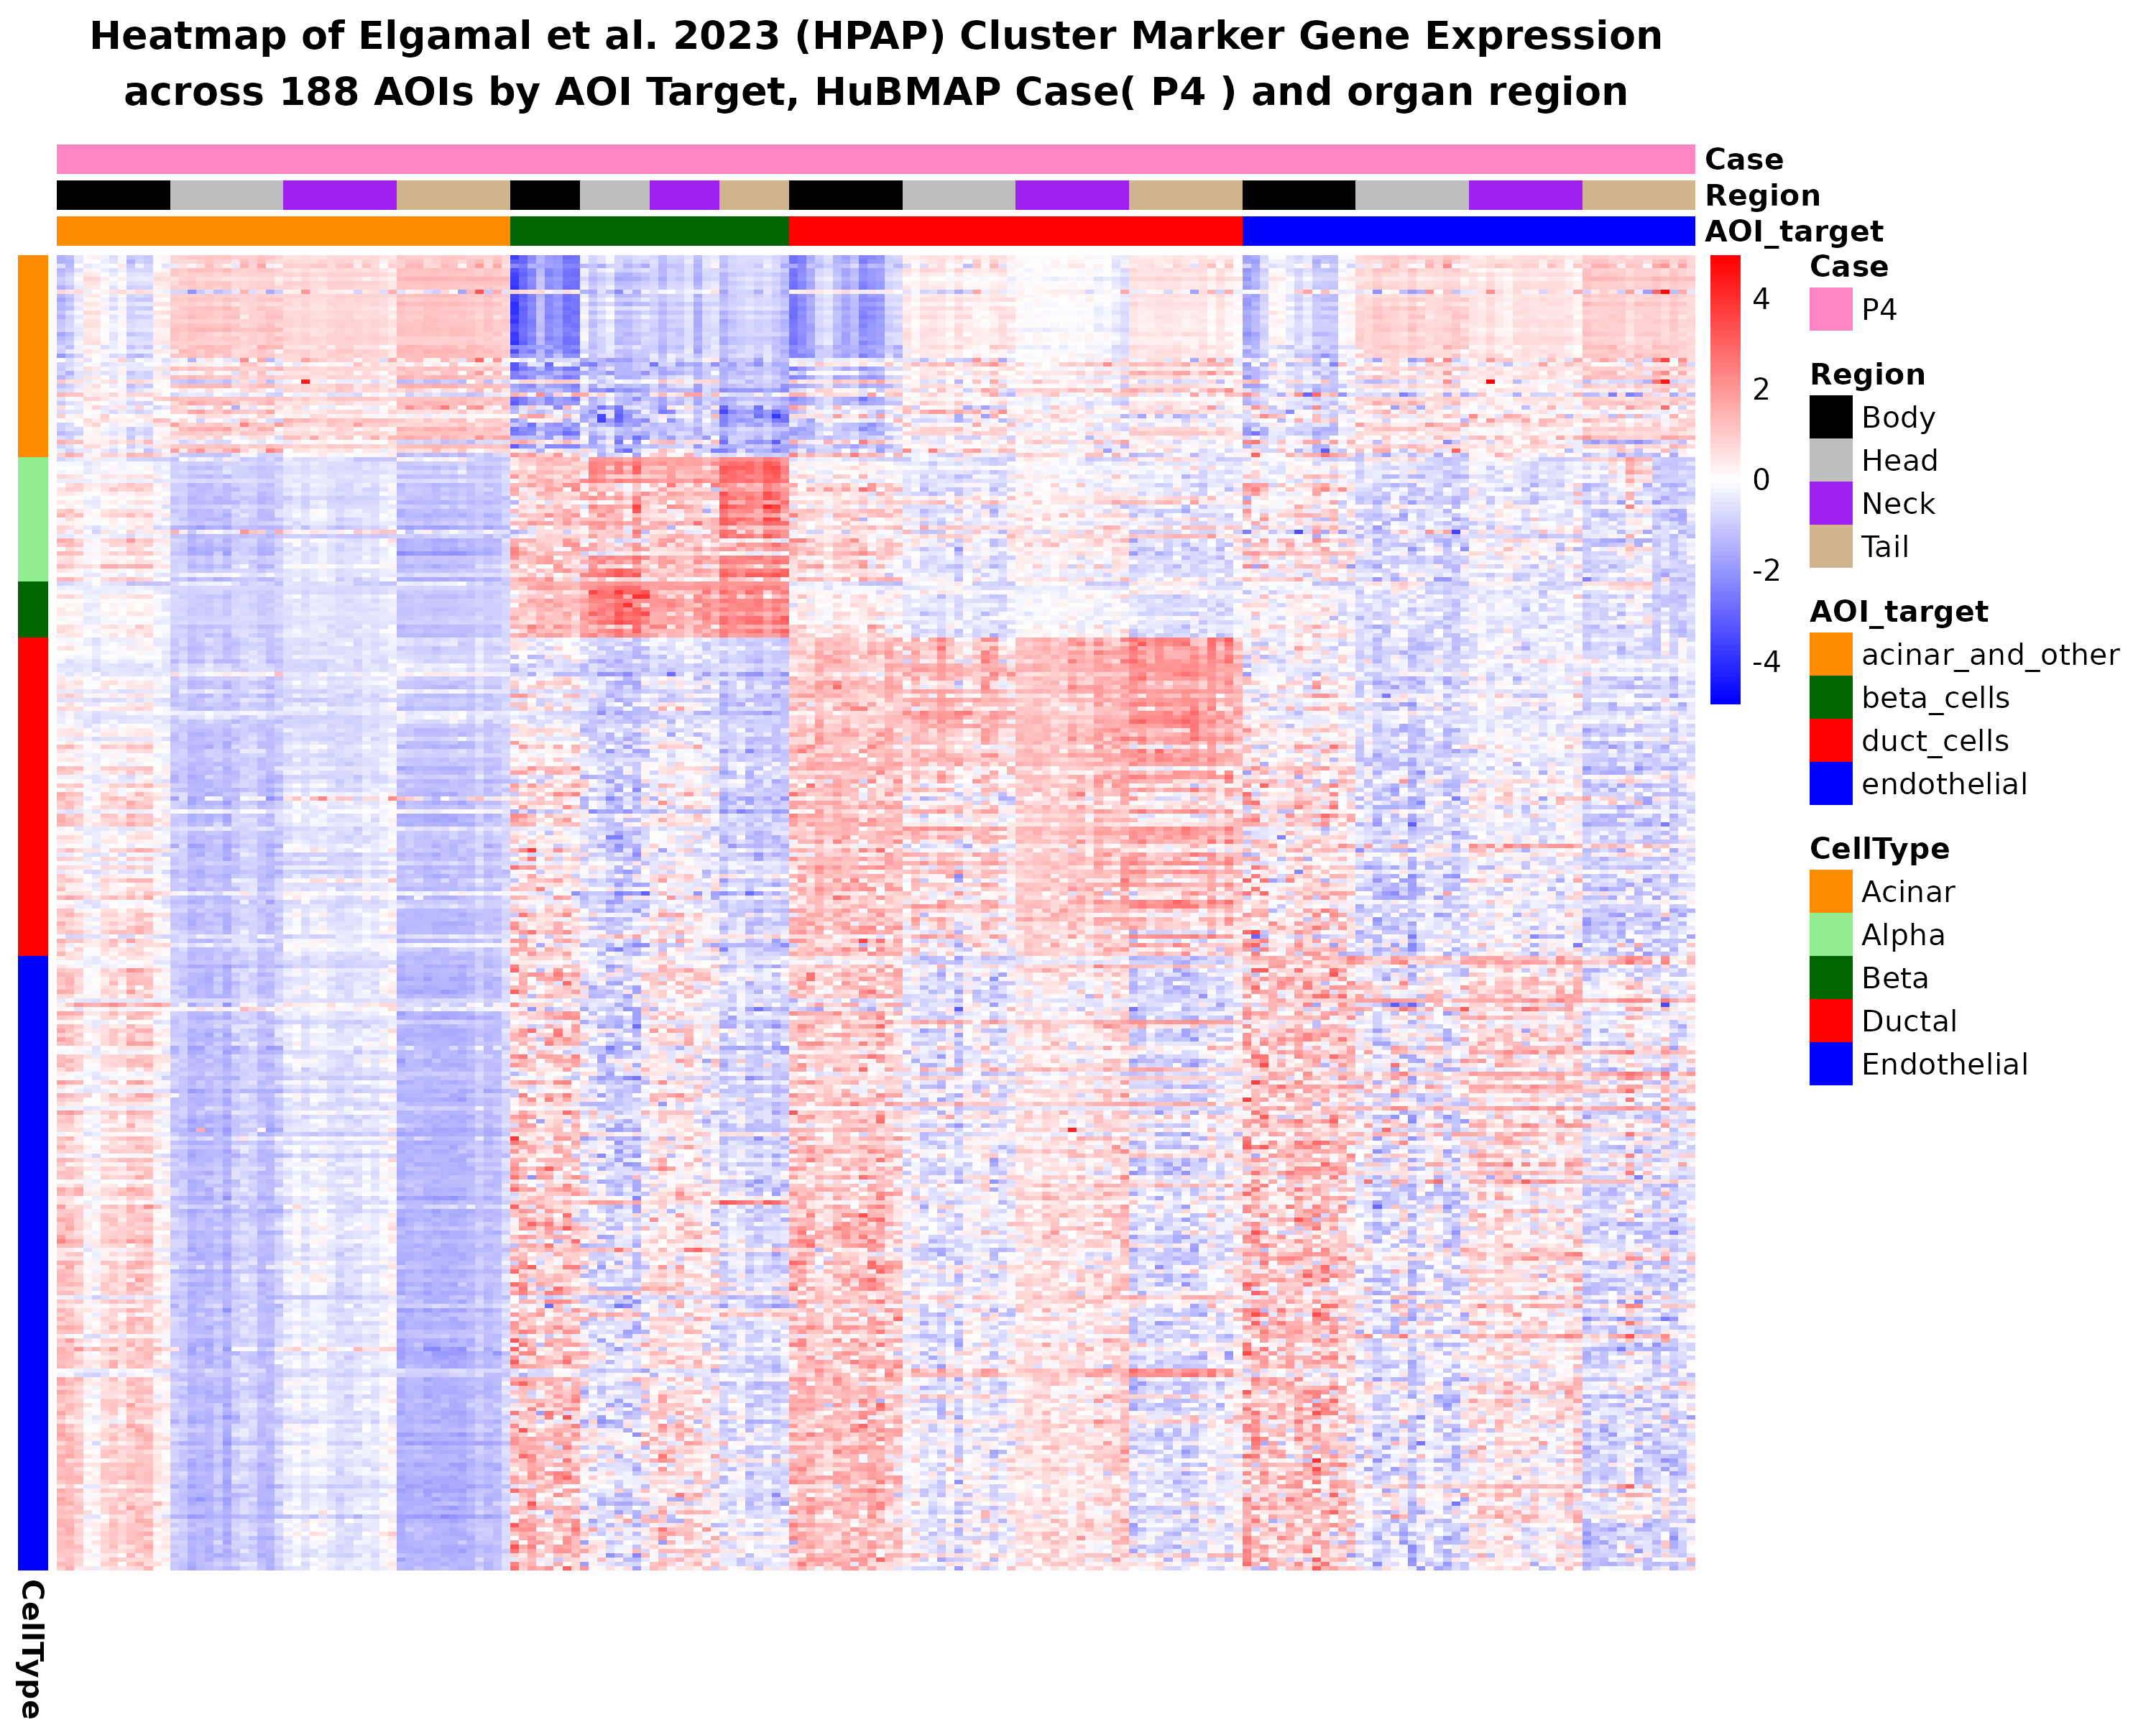 Heatmap of Elgamal et al. 2023 (HPAP) Cluster Marker Gene Expression
across 188 AOIs by AOI Target, HuBMAP Case( P4 ) and organ region
Case
Region
AOI_target
4
2
0
-2
-4
Case
P4
Region
Body
Head
Neck
Tail
AOI_target
acinar_and_other
beta_cells
duct_cells
endothelial
CellType
Acinar
Alpha
Beta
Ductal
Endothelial
CellType